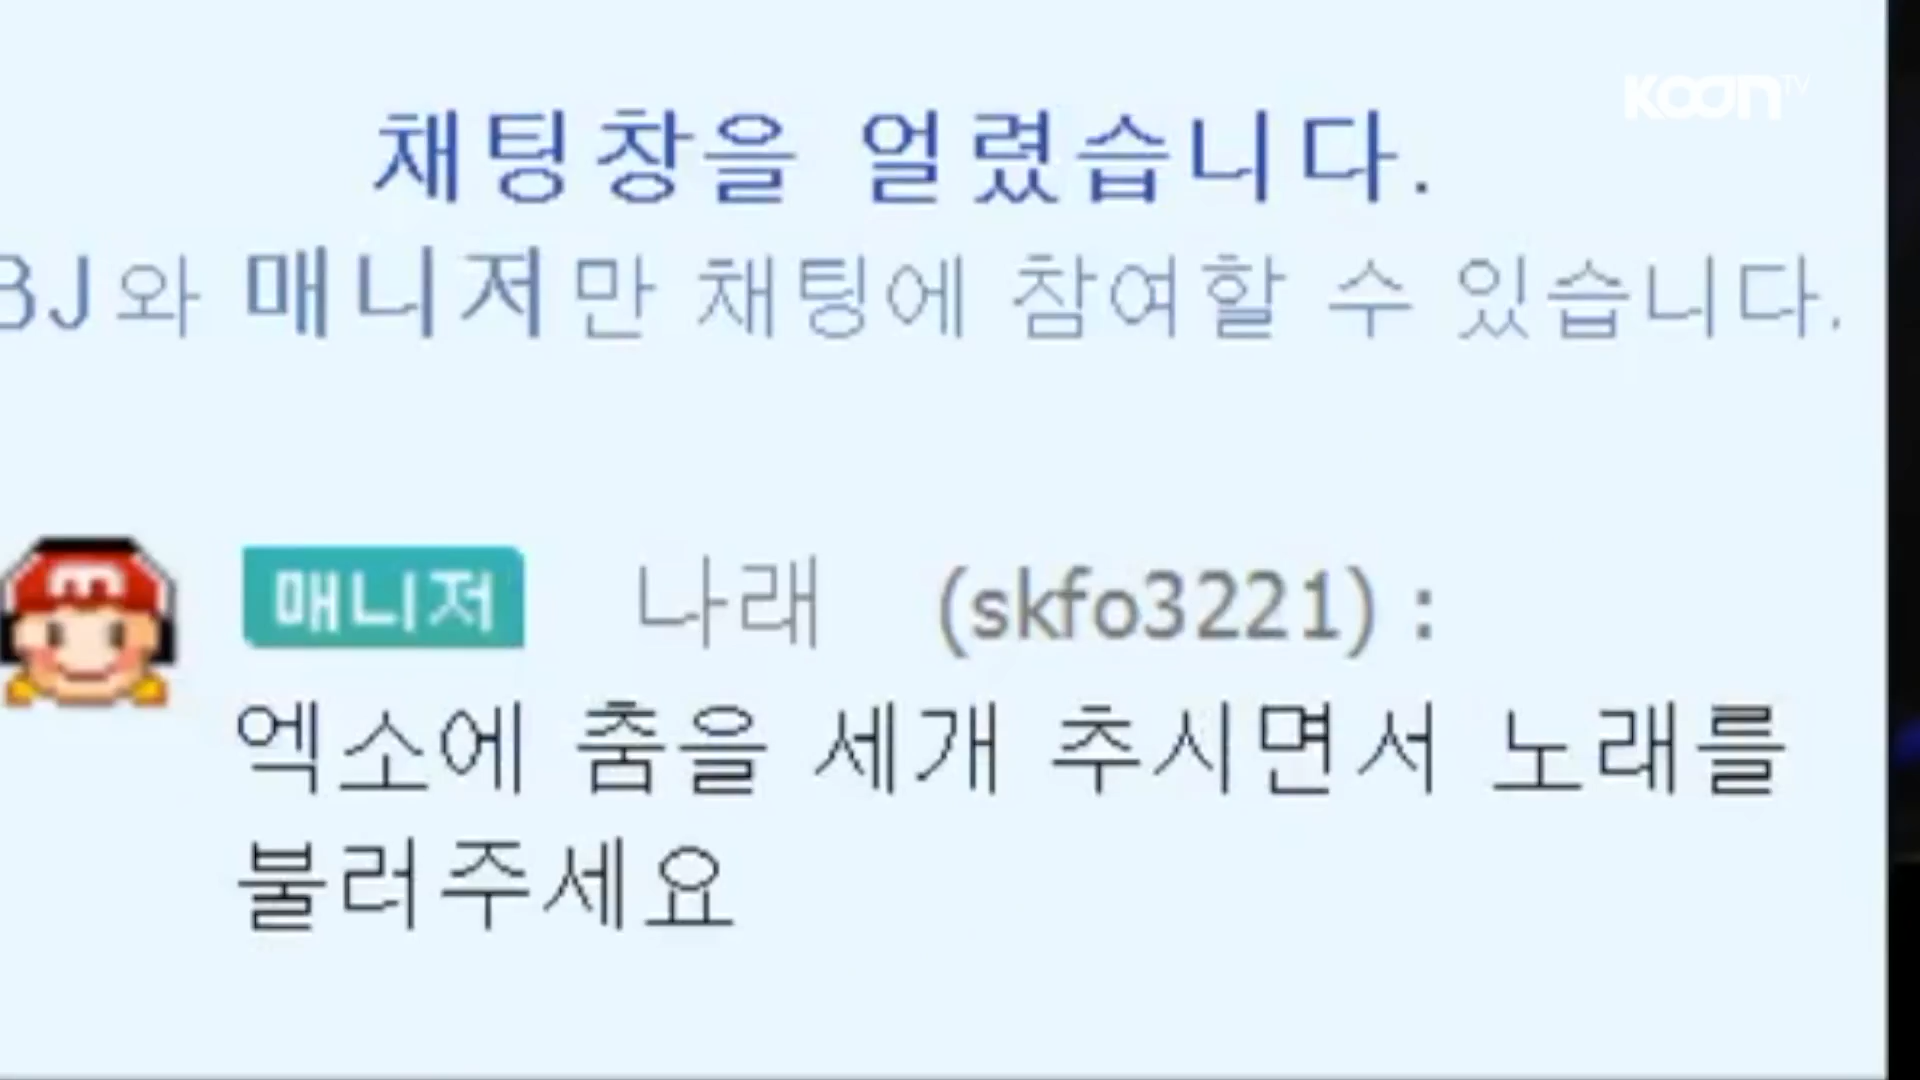 KOON TV
채팅창을 얼렸습니다.
BJ와 매니저만 채팅에 참여할 수 있습니다.
매니저 나래 (skfo3221) :
엑소에 춤을 세개 추시면서 노래를
불러주세요